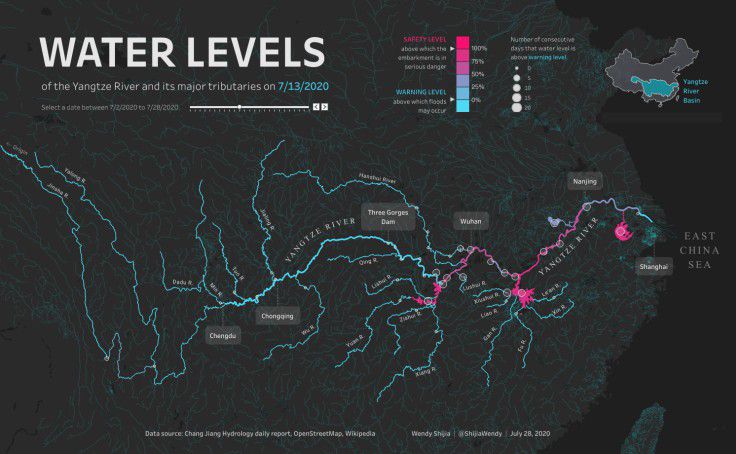 WATER LEVELS
of the Yangtze River and its major tributaries on 7/13/2020
Select a date between 7/2/2020 to 7/28/2020
SAFETY LEVEL
above which the
embarkment is in
serious danger
WARNING LEVEL
above which floods
may occur
100%
75%
50%
25%
0%
Number of consecutive
days that water level is
above warning level
0
5
10
15
20
Yangtze
River
Basin
Origin
Yalong R.
Jinsha R.
Dadu R.
Min R.
Tuo R.
Jialing R.
Chengdu
Chongqing
YANGTZE RIVER
Wu R.
Hanshui River
Three Gorges
Dam
Qing R.
Lishui R.
Zishui R.
Yuan R.
Xiang R.
Wuhan
Lushui R.
Xiushui R.
Liao R.
Gan R.
Fu R.
Xin R.
Nanjing
YANGTZE RIVER
Shanghai
EAST
CHINA
SEA
Data source: Chang Jiang Hydrology daily report, OpenStreetMap, Wikipedia
Wendy Shijia | @ShijiaWendy | July 28, 2020